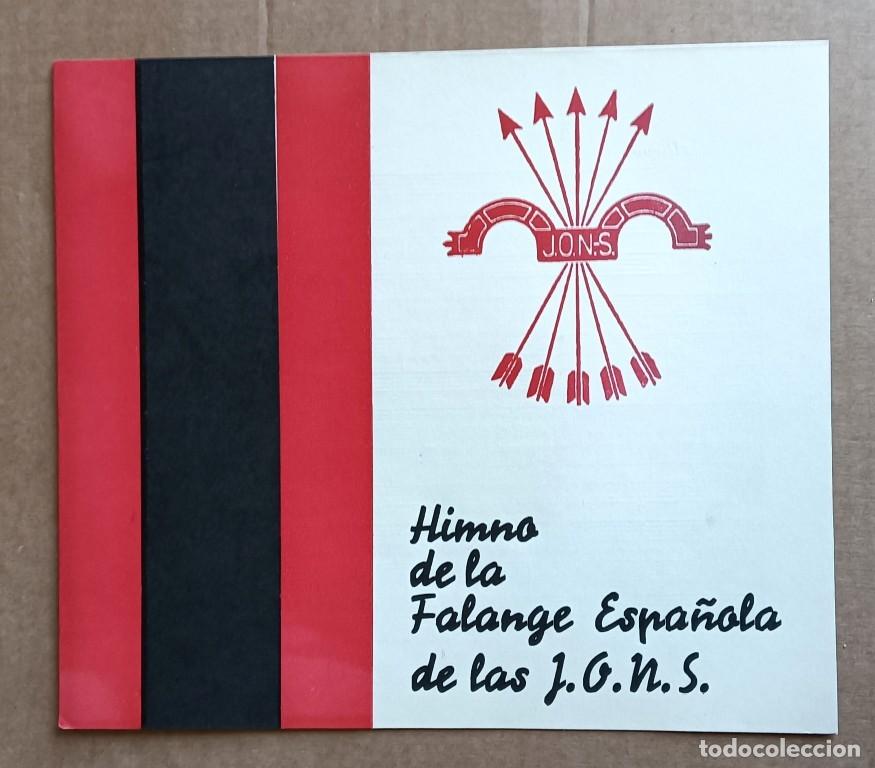 J.O.N-S.
Himno
de la
Falange Española
de las J.O.N.S.
todocoleccion